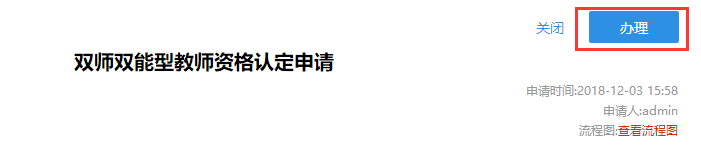 关闭 办理
双师双能型教师资格认定申请
申请时间:2018-12-03 15:58
申请人:admin
流程图:查看流程图